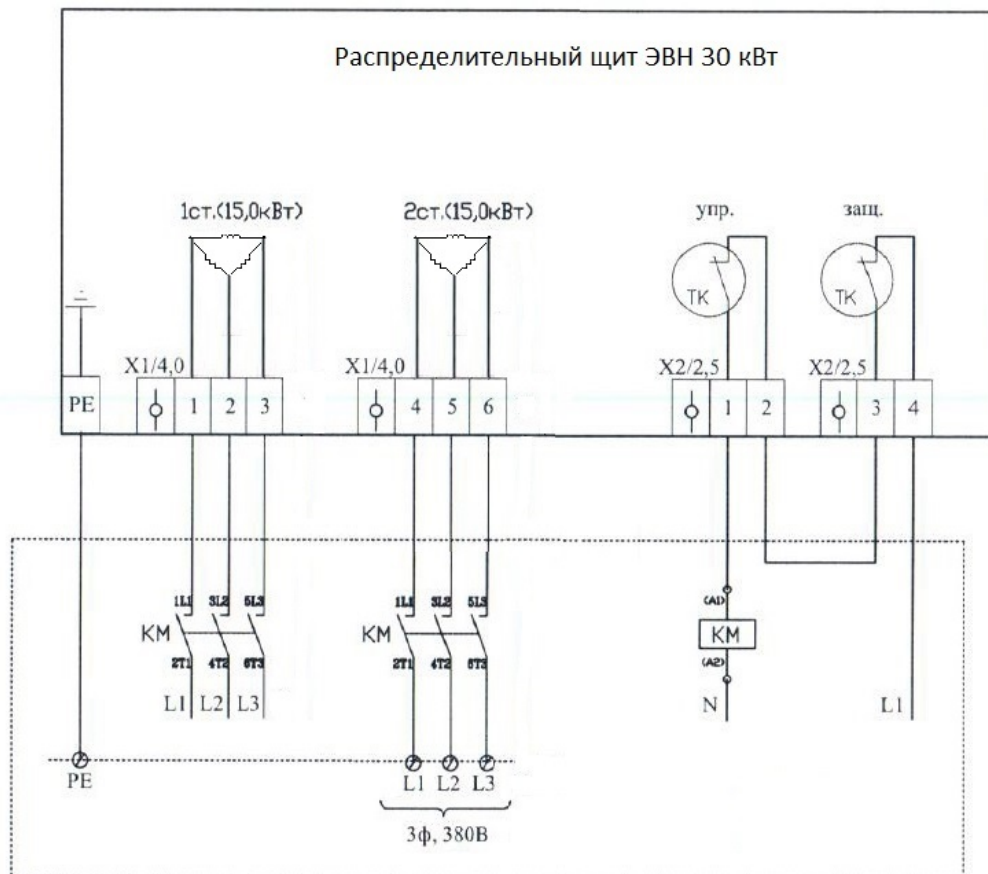 Распределительный щит ЭВН 30 кВт
1ст.(15,0кВт) 2ст.(15,0кВт) упр. защ.
ТК ТК
X1/4,0 X1/4,0 X2/2,5 X2/2,5
PE 1 2 3 4 5 6 1 2 3 4
1L1 3L2 5L3 1L1 3L2 5L3 (A1)
КМ КМ КМ
2T1 4T2 6T3 2T1 4T2 6T3 (A2)
L1 L2 L3 N L1
PE L1 L2 L3
3ф, 380В